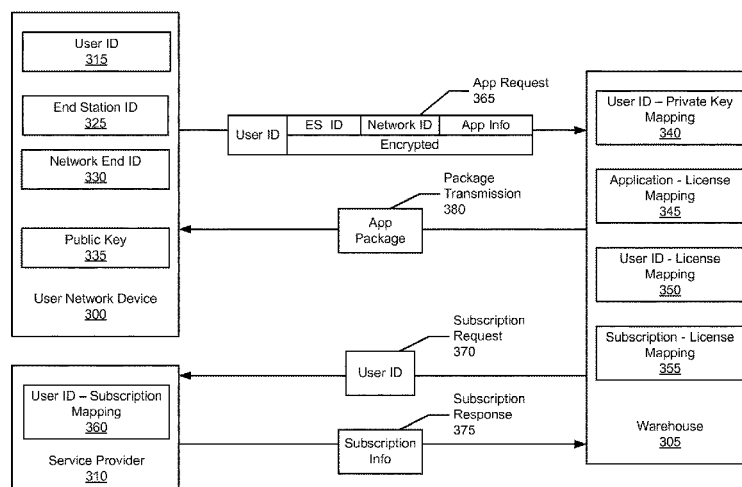 User ID
315
End Station ID
325
Network End ID
330
Public Key
335
User Network Device
300
App Request
365
User ID
ES ID
Network ID
App Info
Encrypted
Package
Transmission
380
App
Package
Subscription
Request
370
User ID
Subscription
Response
375
Subscription
Info
User ID – Subscription
Mapping
360
Service Provider
310
User ID – Private Key
Mapping
340
Application - License
Mapping
345
User ID - License
Mapping
350
Subscription - License
Mapping
355
Warehouse
305